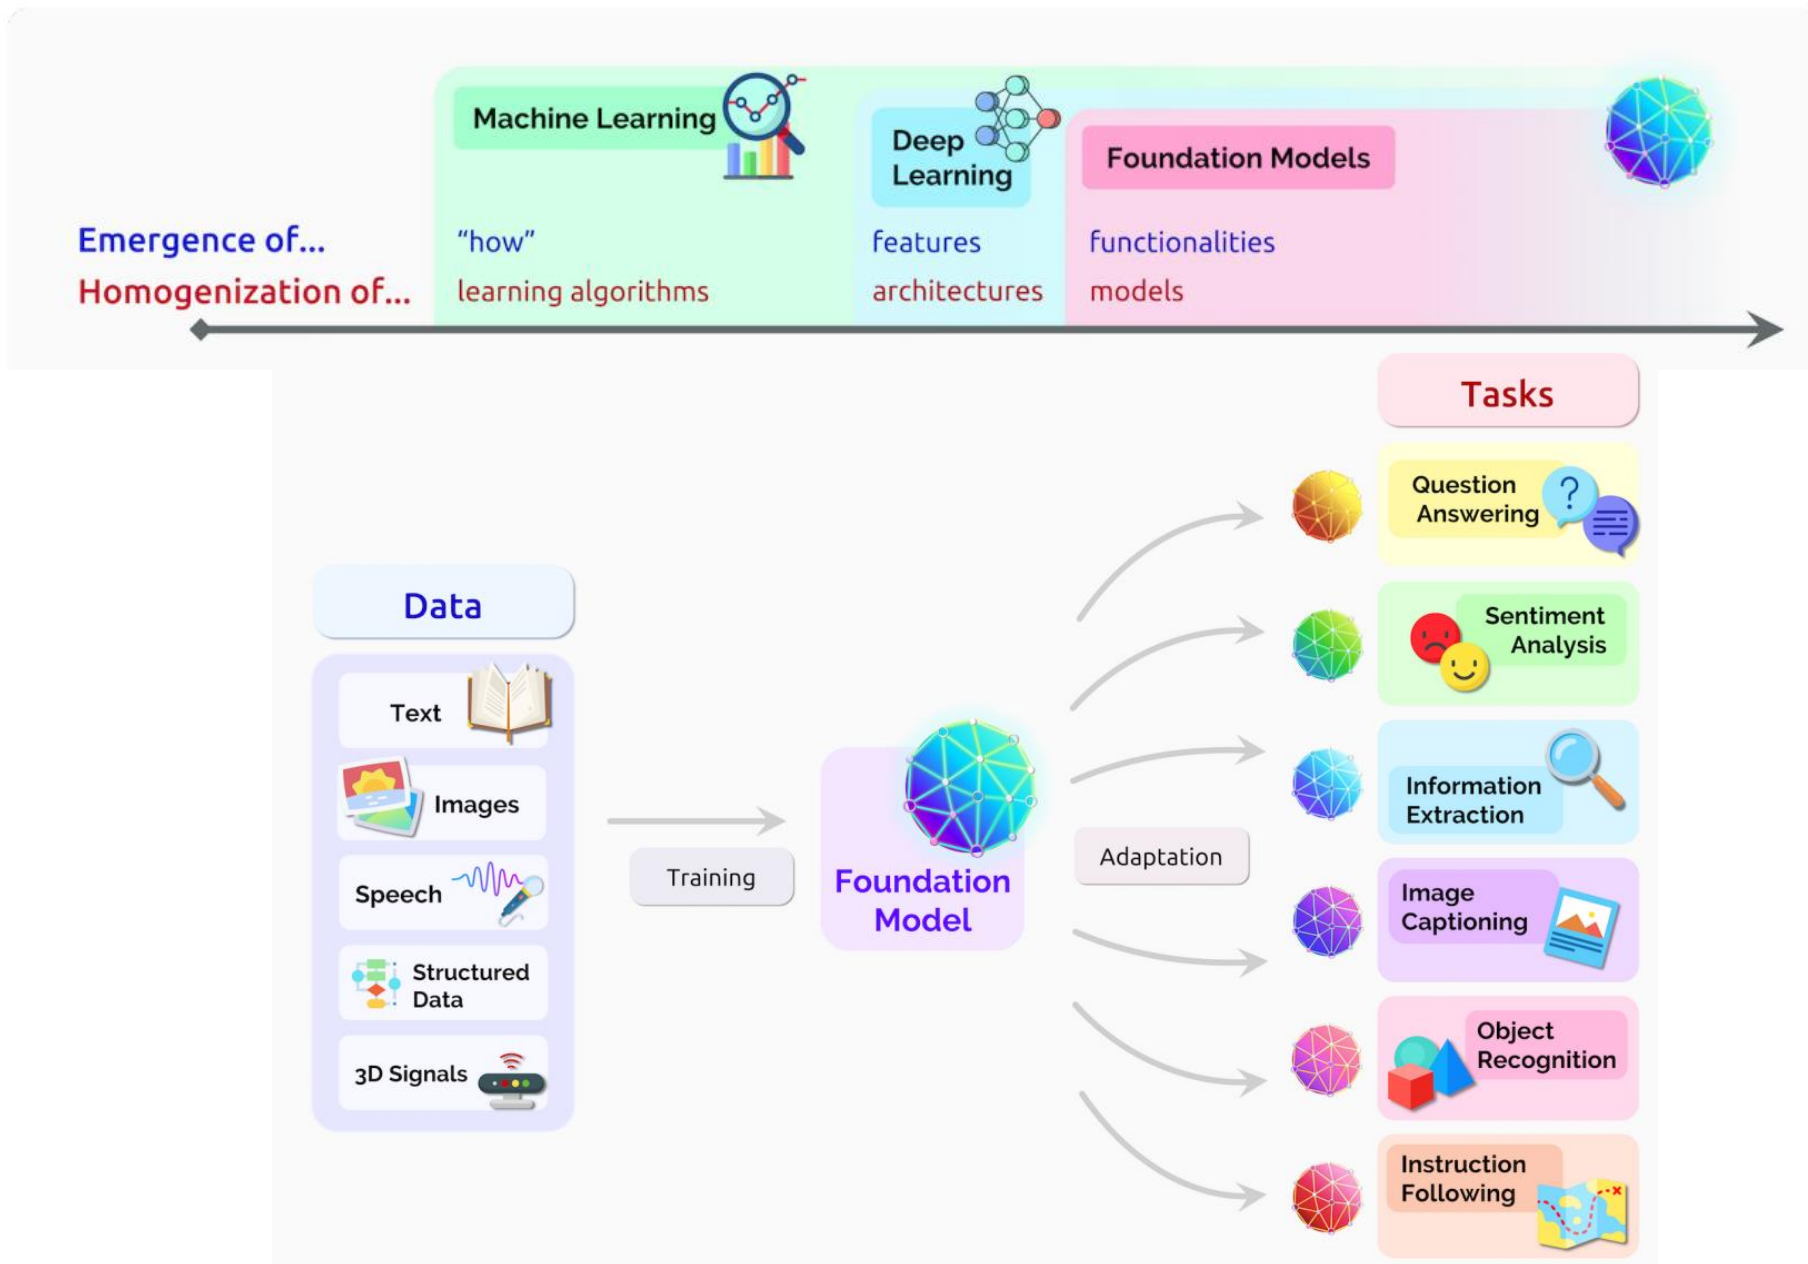 Machine Learning
Deep
Learning
Foundation Models
Emergence of...
“how”
features
functionalities
Homogenization of...
learning algorithms
architectures
models
Tasks
Question
Answering
?
Data
Sentiment
Analysis
Text
Images
Information
Extraction
Speech
Training
Foundation
Model
Adaptation
Image
Captioning
Structured
Data
3D Signals
Object
Recognition
Instruction
Following